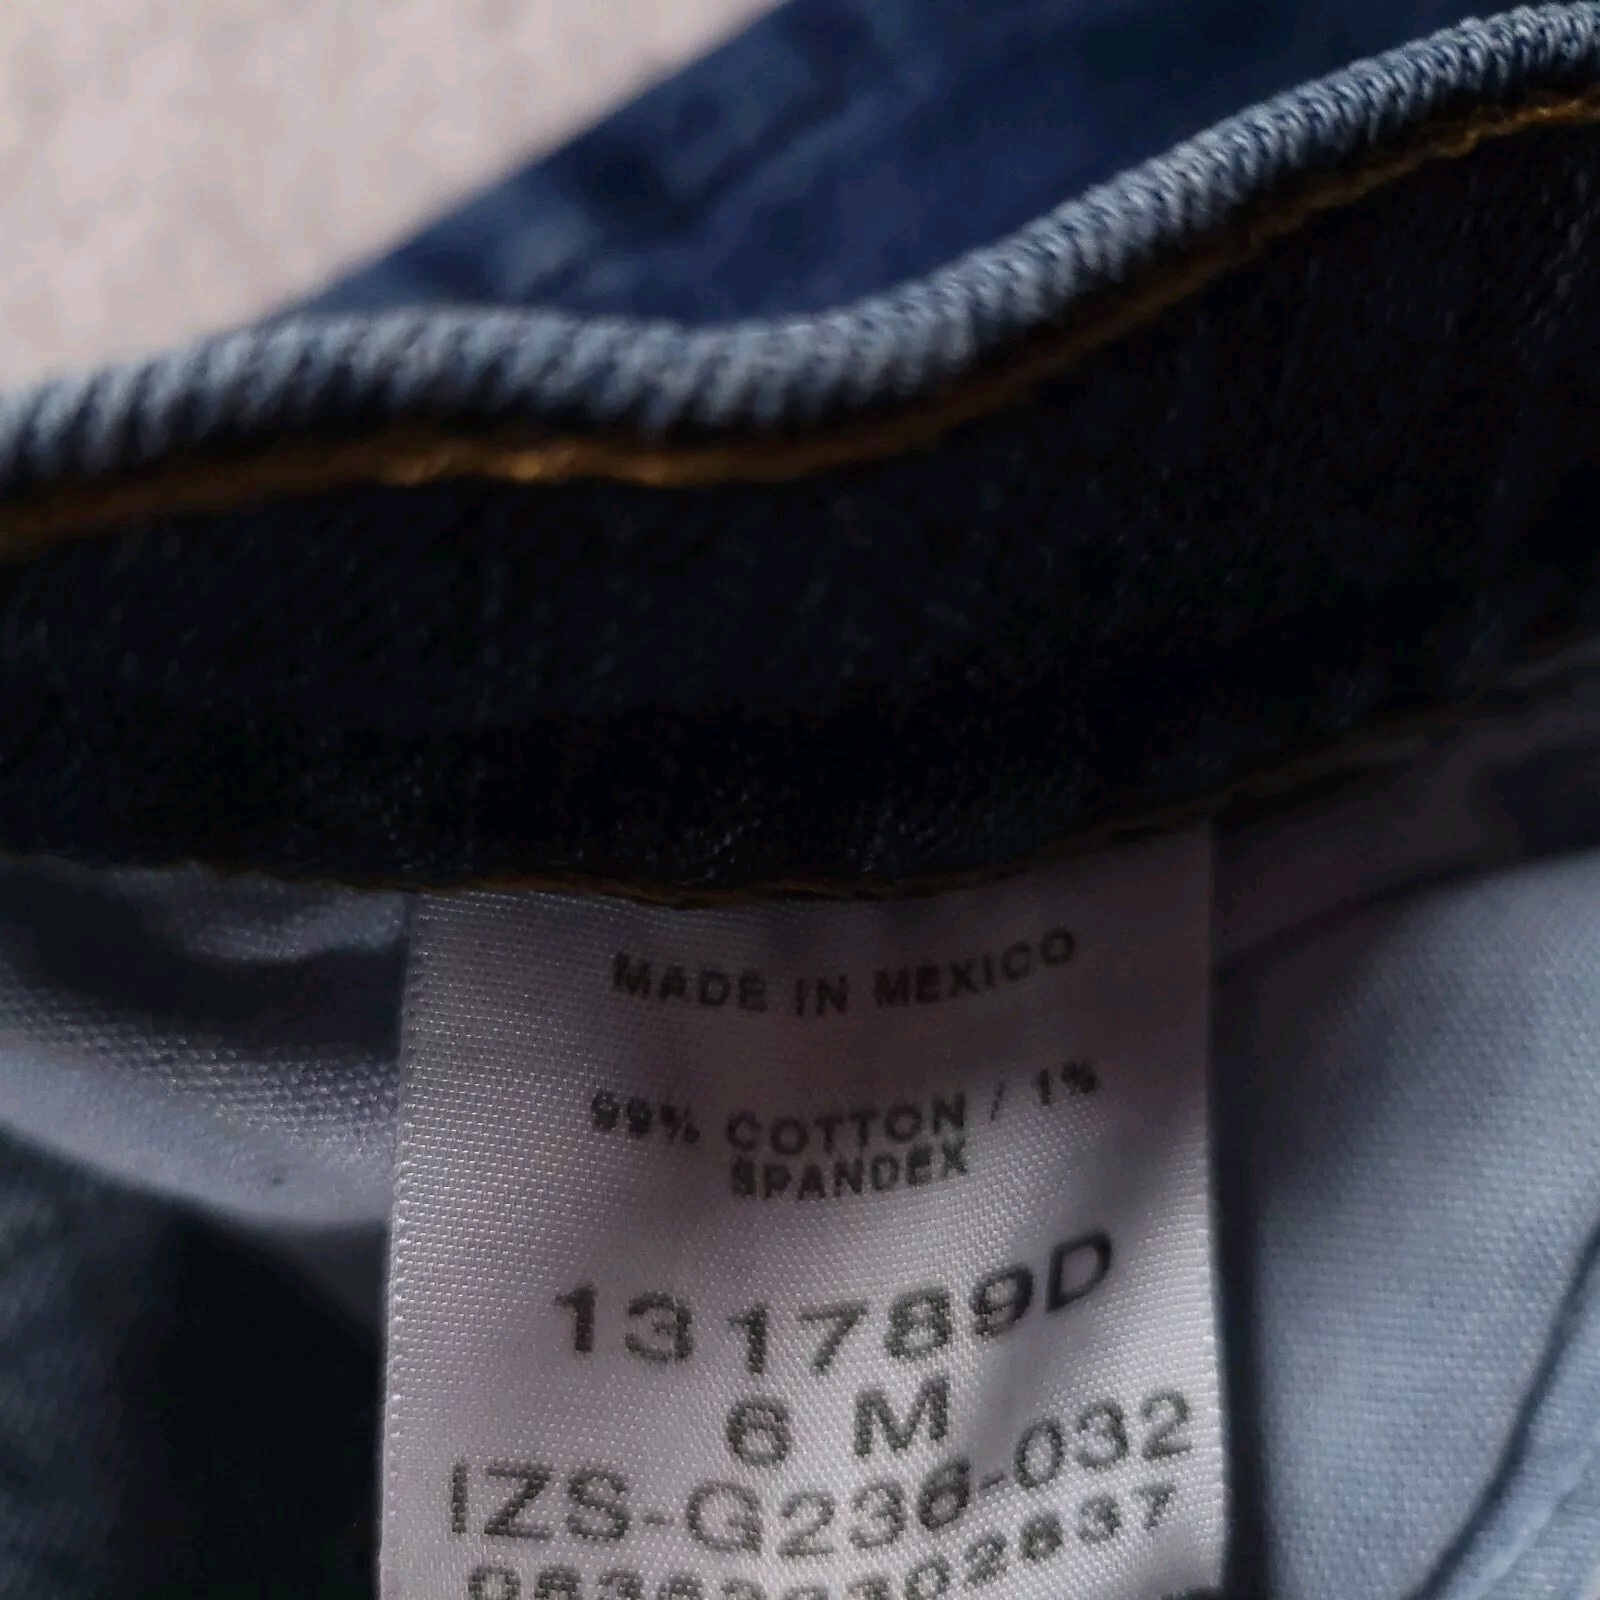 MADE IN MEXICO
99% COTTON / 1%
SPANDEX
131789D
6 M
IZS-G236-032